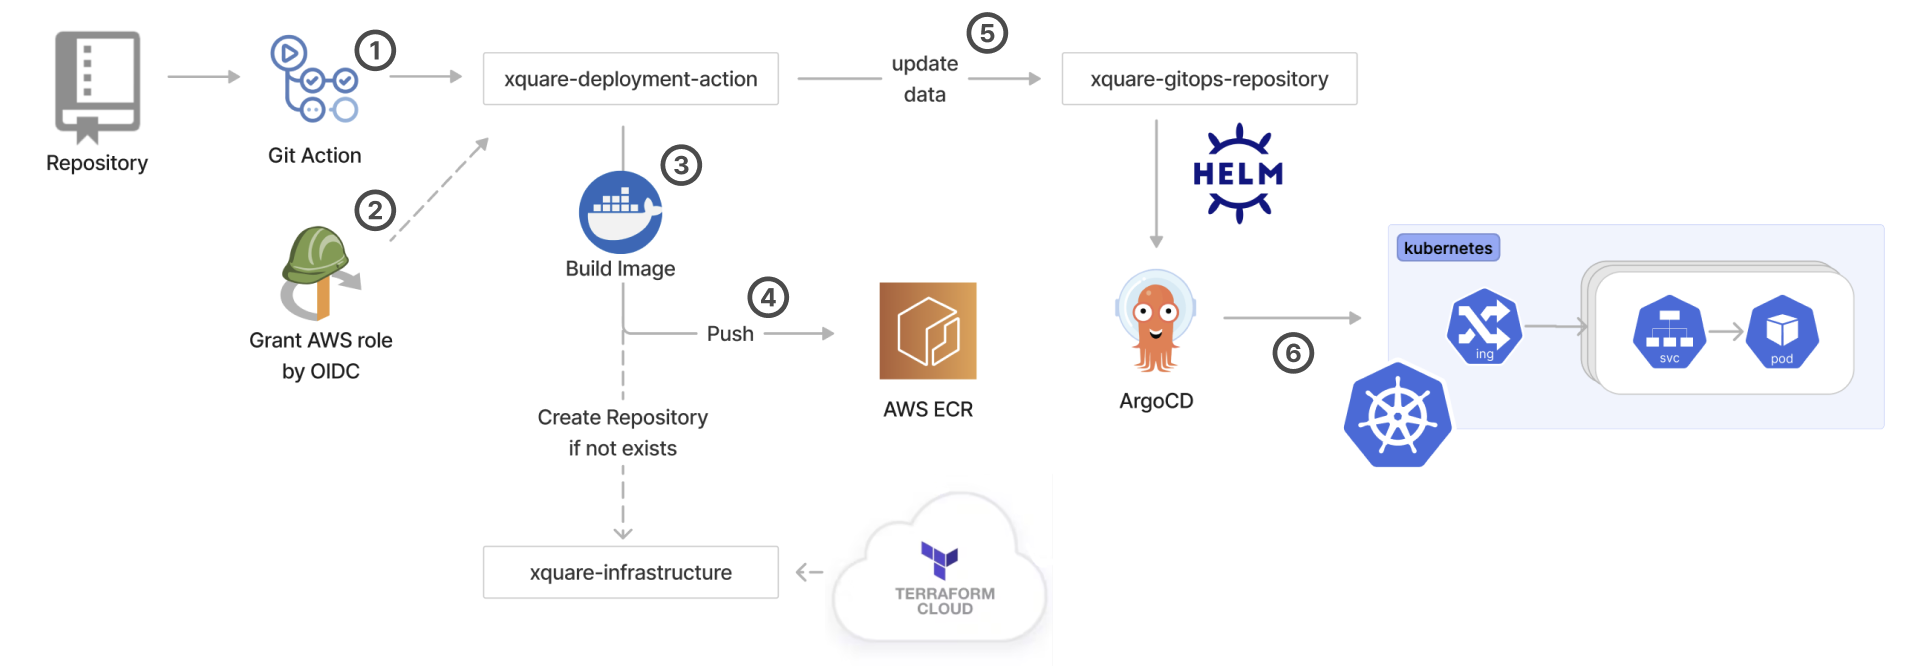 Repository
Git Action
1
xquare-deployment-action
update
data
5
xquare-gitops-repository
2
Grant AWS role
by OIDC
3
Build Image
4
Push
AWS ECR
Create Repository
if not exists
xquare-infrastructure
TERRAFORM
CLOUD
HELM
ArgoCD
6
kubernetes
ing
svc
pod